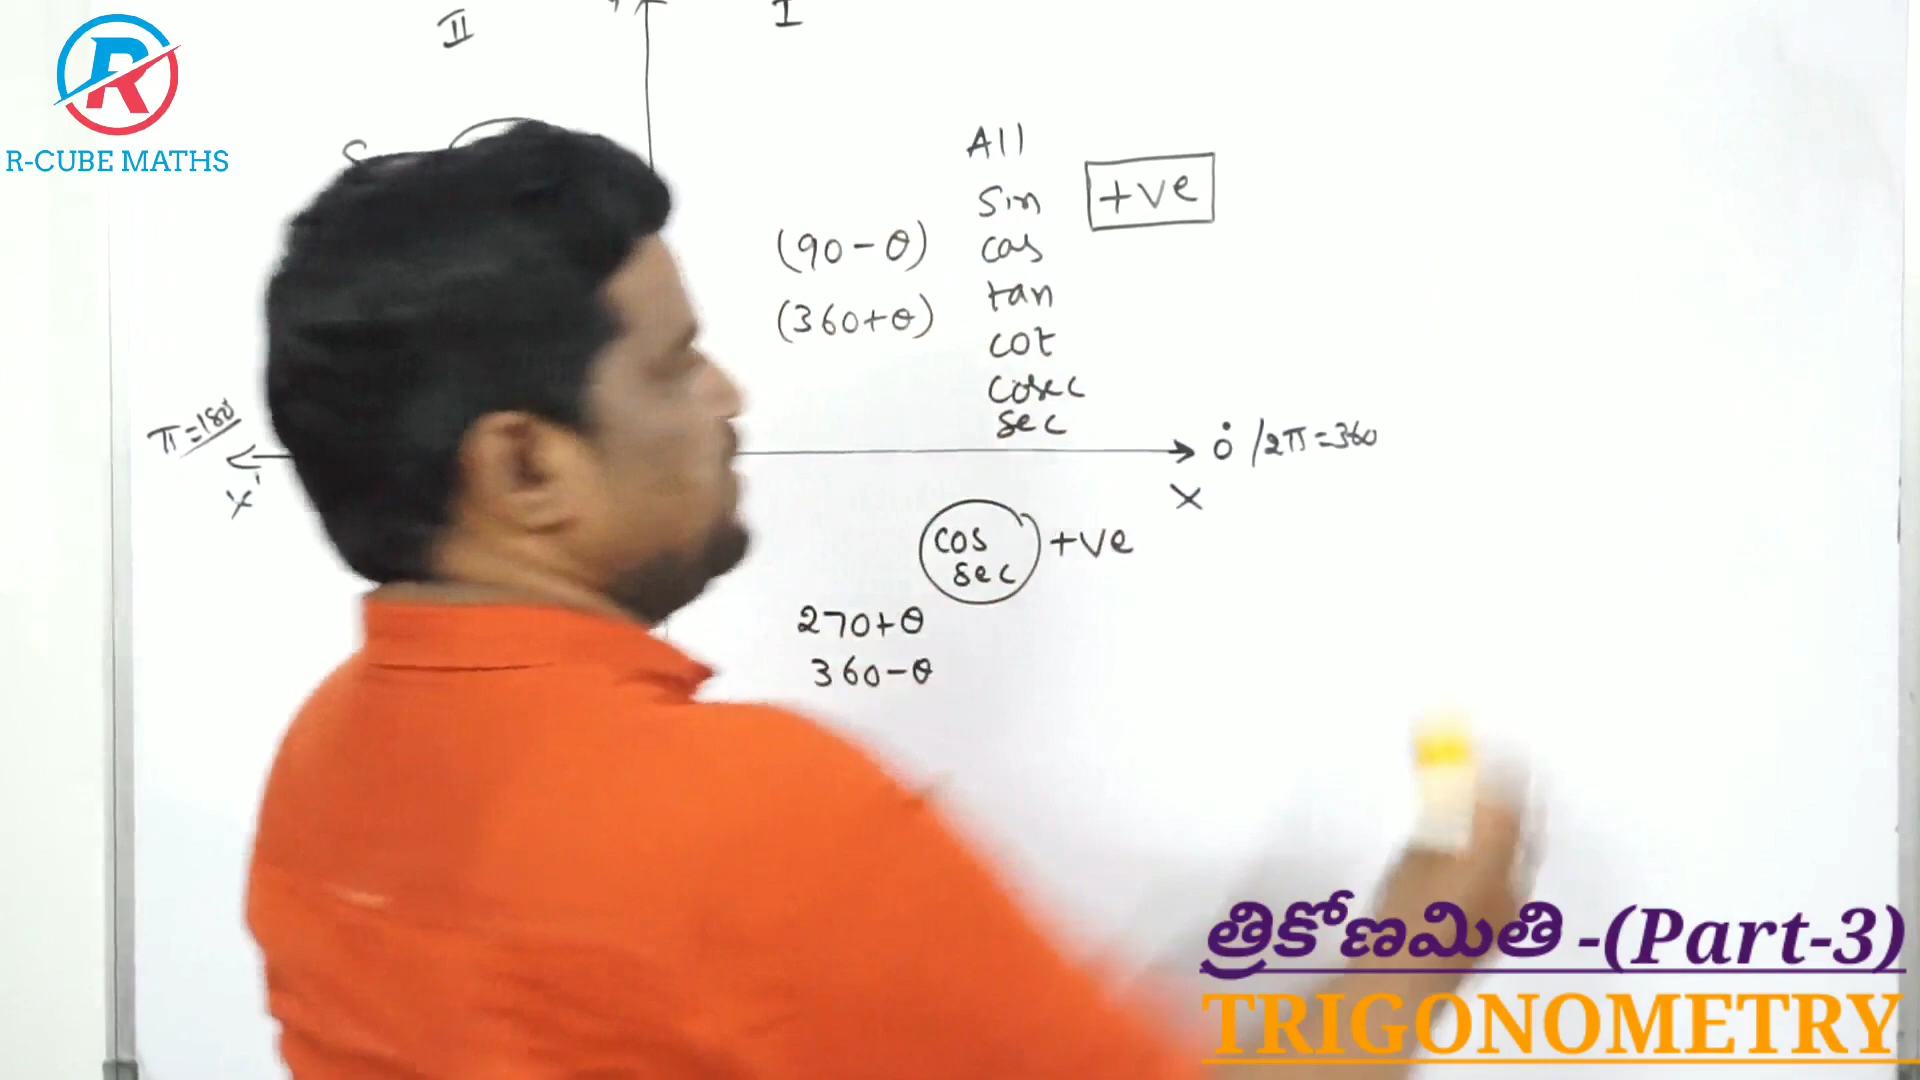 II
I
R-CUBE MATHS
S
All
sin
+ve
(90-θ)
cos
tan
(360+θ)
cot
cosec
sec
π=180
0° /2π=360
X'
X
cos
sec
+ve
270+θ
360-θ
త్రికోణమితి -(Part-3)
TRIGONOMETRY